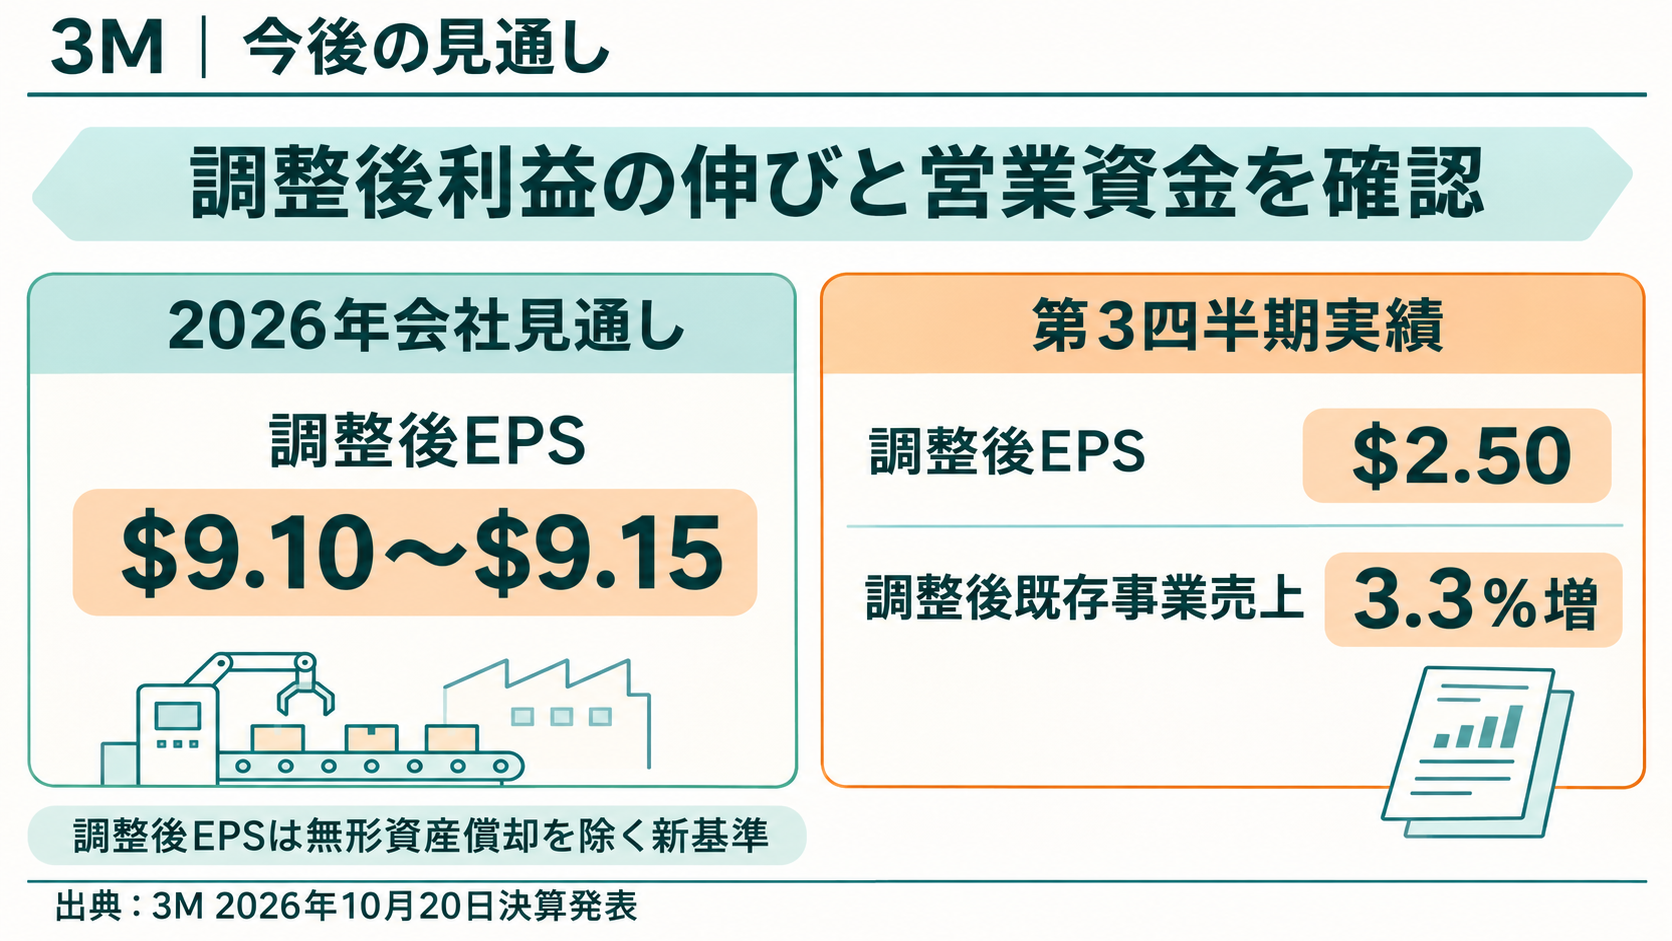 3M｜今後の見通し
調整後利益の伸びと営業資金を確認
2026年会社見通し
調整後EPS
$9.10〜$9.15
第3四半期実績
調整後EPS
$2.50
調整後既存事業売上
3.3%増
調整後EPSは無形資産償却を除く新基準
出典：3M 2026年10月20日決算発表